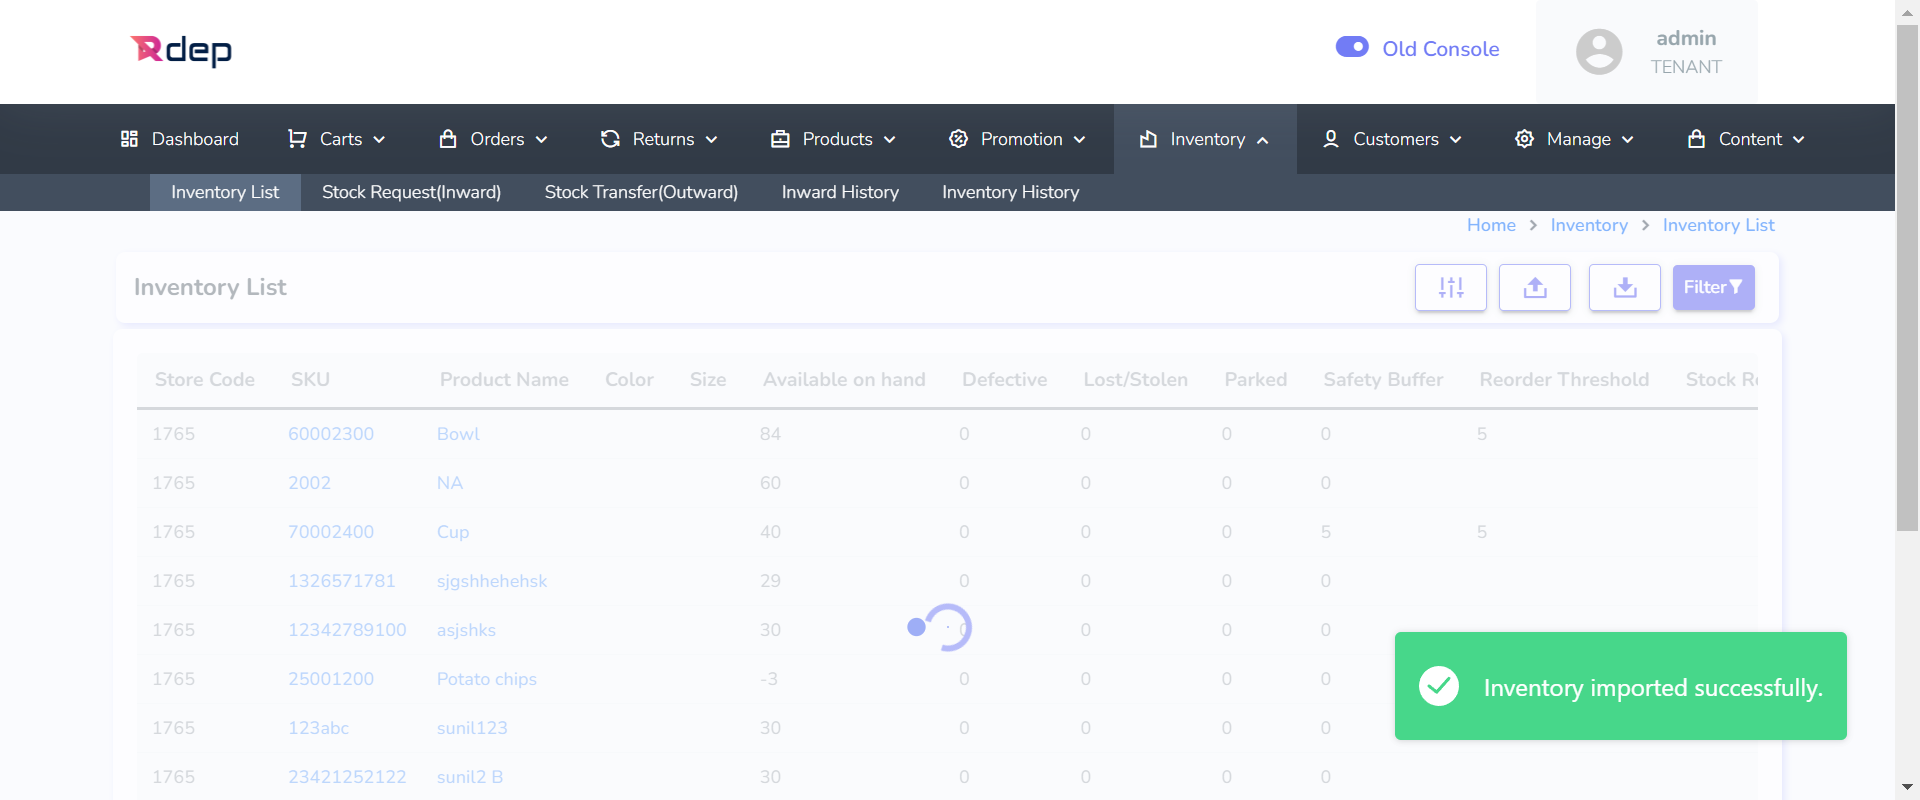 Rdep
Old Console
admin
TENANT
Dashboard Carts Orders Returns Products Promotion Inventory Customers Manage Content
Inventory List Stock Request(Inward) Stock Transfer(Outward) Inward History Inventory History
Home > Inventory > Inventory List
Inventory List
Filter
Store Code SKU Product Name Color Size Available on hand Defective Lost/Stolen Parked Safety Buffer Reorder Threshold Stock Re
1765 60002300 Bowl 84 0 0 0 0 5
1765 2002 NA 60 0 0 0 0
1765 70002400 Cup 40 0 0 0 5 5
1765 1326571781 sjgshhehehsk 29 0 0 0 0
1765 12342789100 asjshks 30 0 0 0 0
1765 25001200 Potato chips -3 0 0 0 0
1765 123abc sunil123 30 0 0 0 0
1765 23421252122 sunil2 B 30 0 0 0 0
Inventory imported successfully.